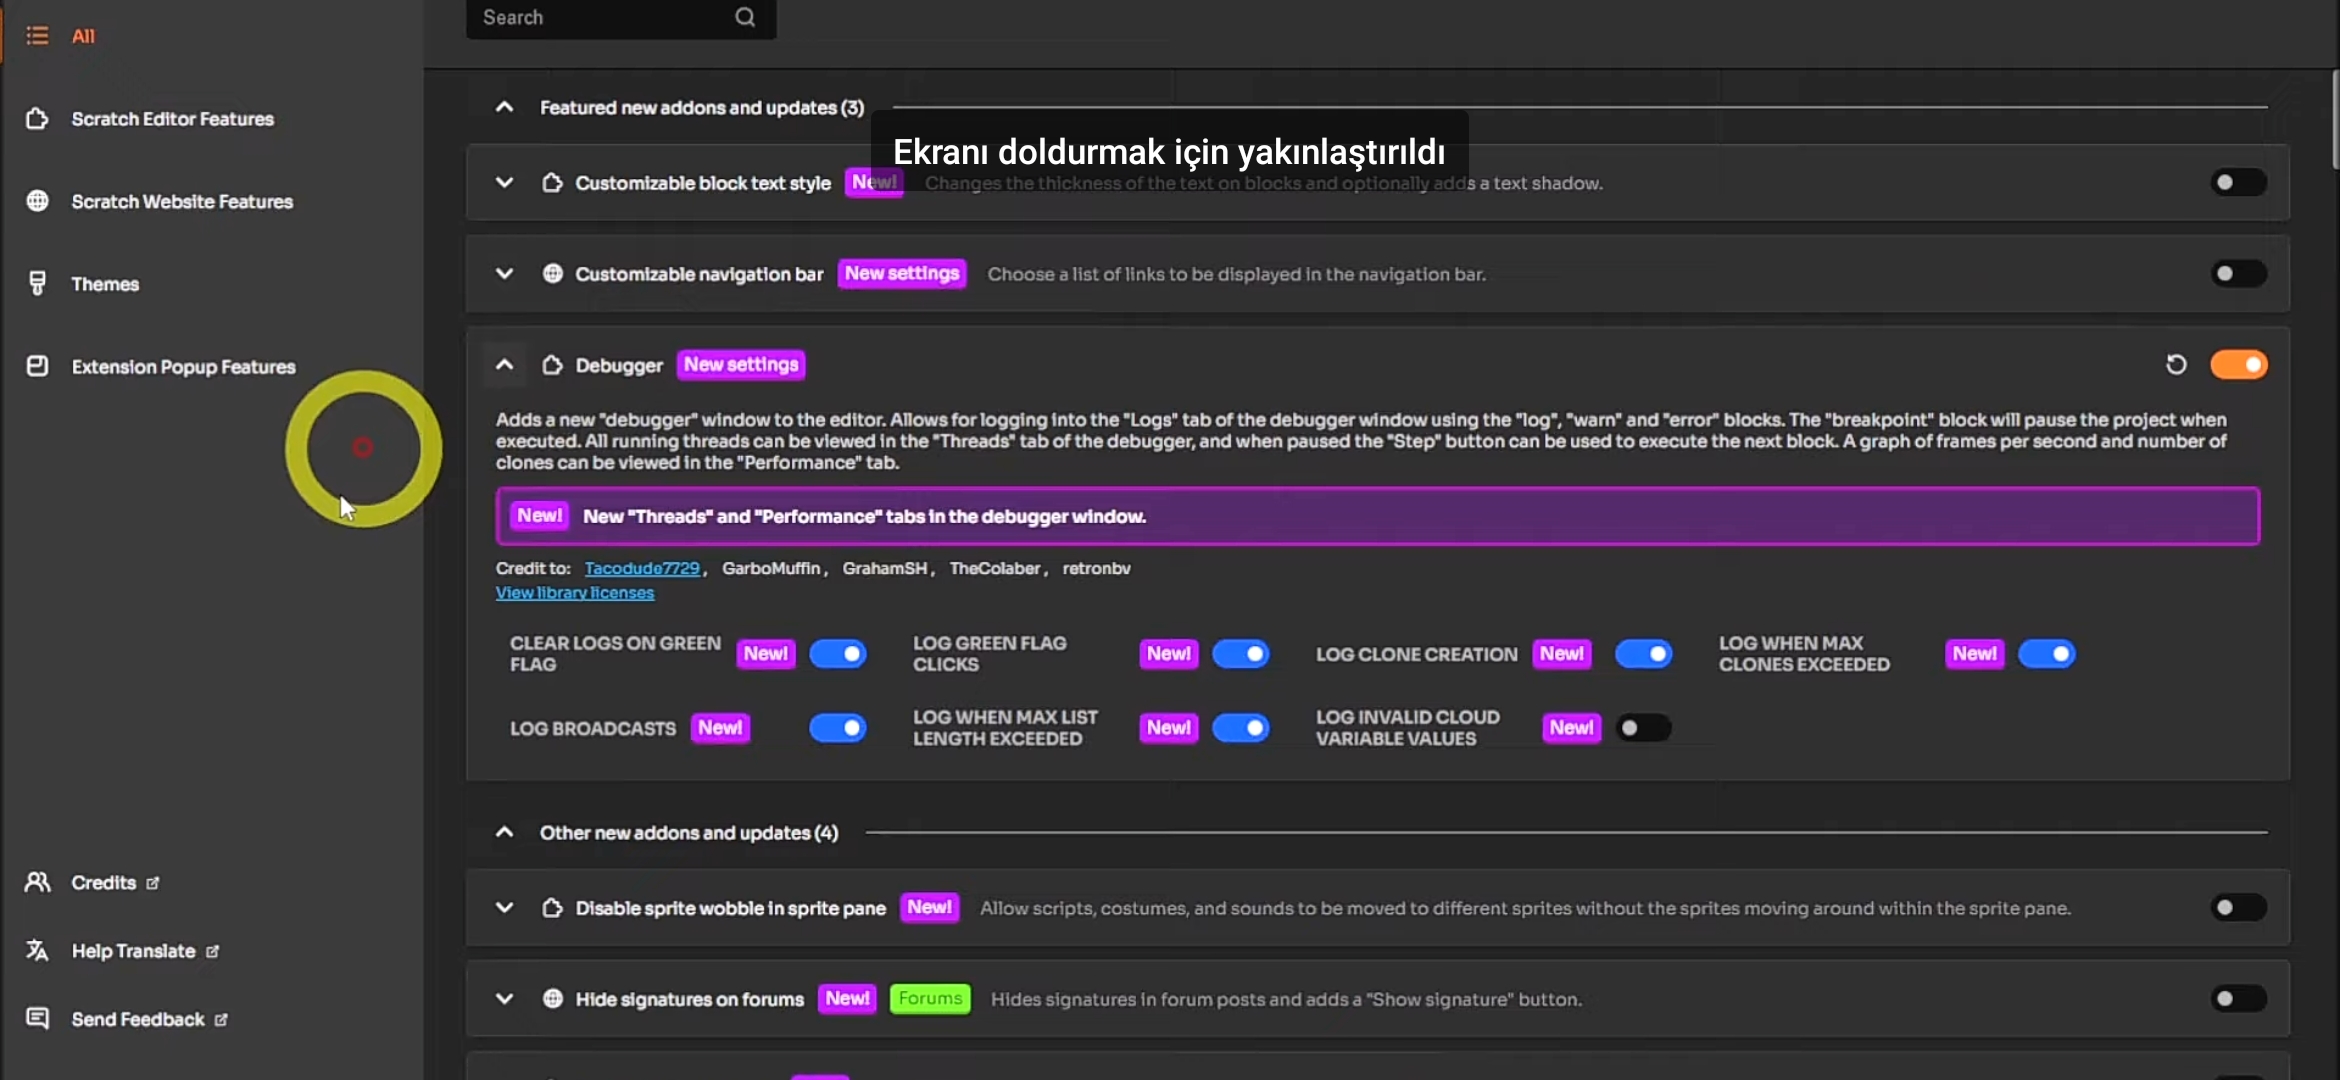 All
Scratch Editor Features
Scratch Website Features
Themes
Extension Popup Features
Credits
Help Translate
Send Feedback
Search
Featured new addons and updates (3)
Ekranı doldurmak için yakınlaştırıldı
Customizable block text style New! Changes the thickness of the text on blocks and optionally adds a text shadow.
Customizable navigation bar New settings Choose a list of links to be displayed in the navigation bar.
Debugger New settings
Adds a new "debugger" window to the editor. Allows for logging into the "Logs" tab of the debugger window using the "log", "warn" and "error" blocks. The "breakpoint" block will pause the project when
executed. All running threads can be viewed in the "Threads" tab of the debugger, and when paused the "Step" button can be used to execute the next block. A graph of frames per second and number of
clones can be viewed in the "Performance" tab.
New! New "Threads" and "Performance" tabs in the debugger window.
Credit to: Tacodude7729, GarboMuffin, GrahamSH, TheColaber, retronbv
View library licenses
CLEAR LOGS ON GREEN
FLAG New!
LOG GREEN FLAG
CLICKS New!
LOG CLONE CREATION New!
LOG WHEN MAX
CLONES EXCEEDED New!
LOG BROADCASTS New!
LOG WHEN MAX LIST
LENGTH EXCEEDED New!
LOG INVALID CLOUD
VARIABLE VALUES New!
Other new addons and updates (4)
Disable sprite wobble in sprite pane New! Allow scripts, costumes, and sounds to be moved to different sprites without the sprites moving around within the sprite pane.
Hide signatures on forums New! Forums Hides signatures in forum posts and adds a "Show signature" button.